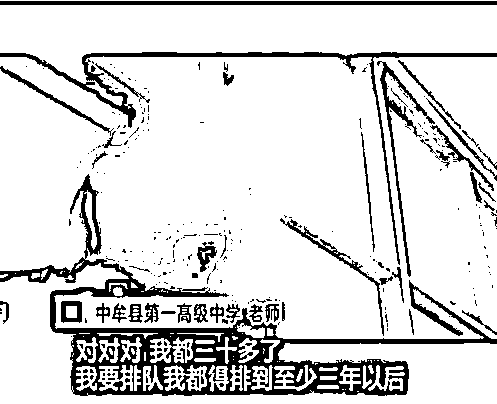 中牟县第一高级中学 老师
对对对 我都三十多了
我要排队我都得排到至少三年以后